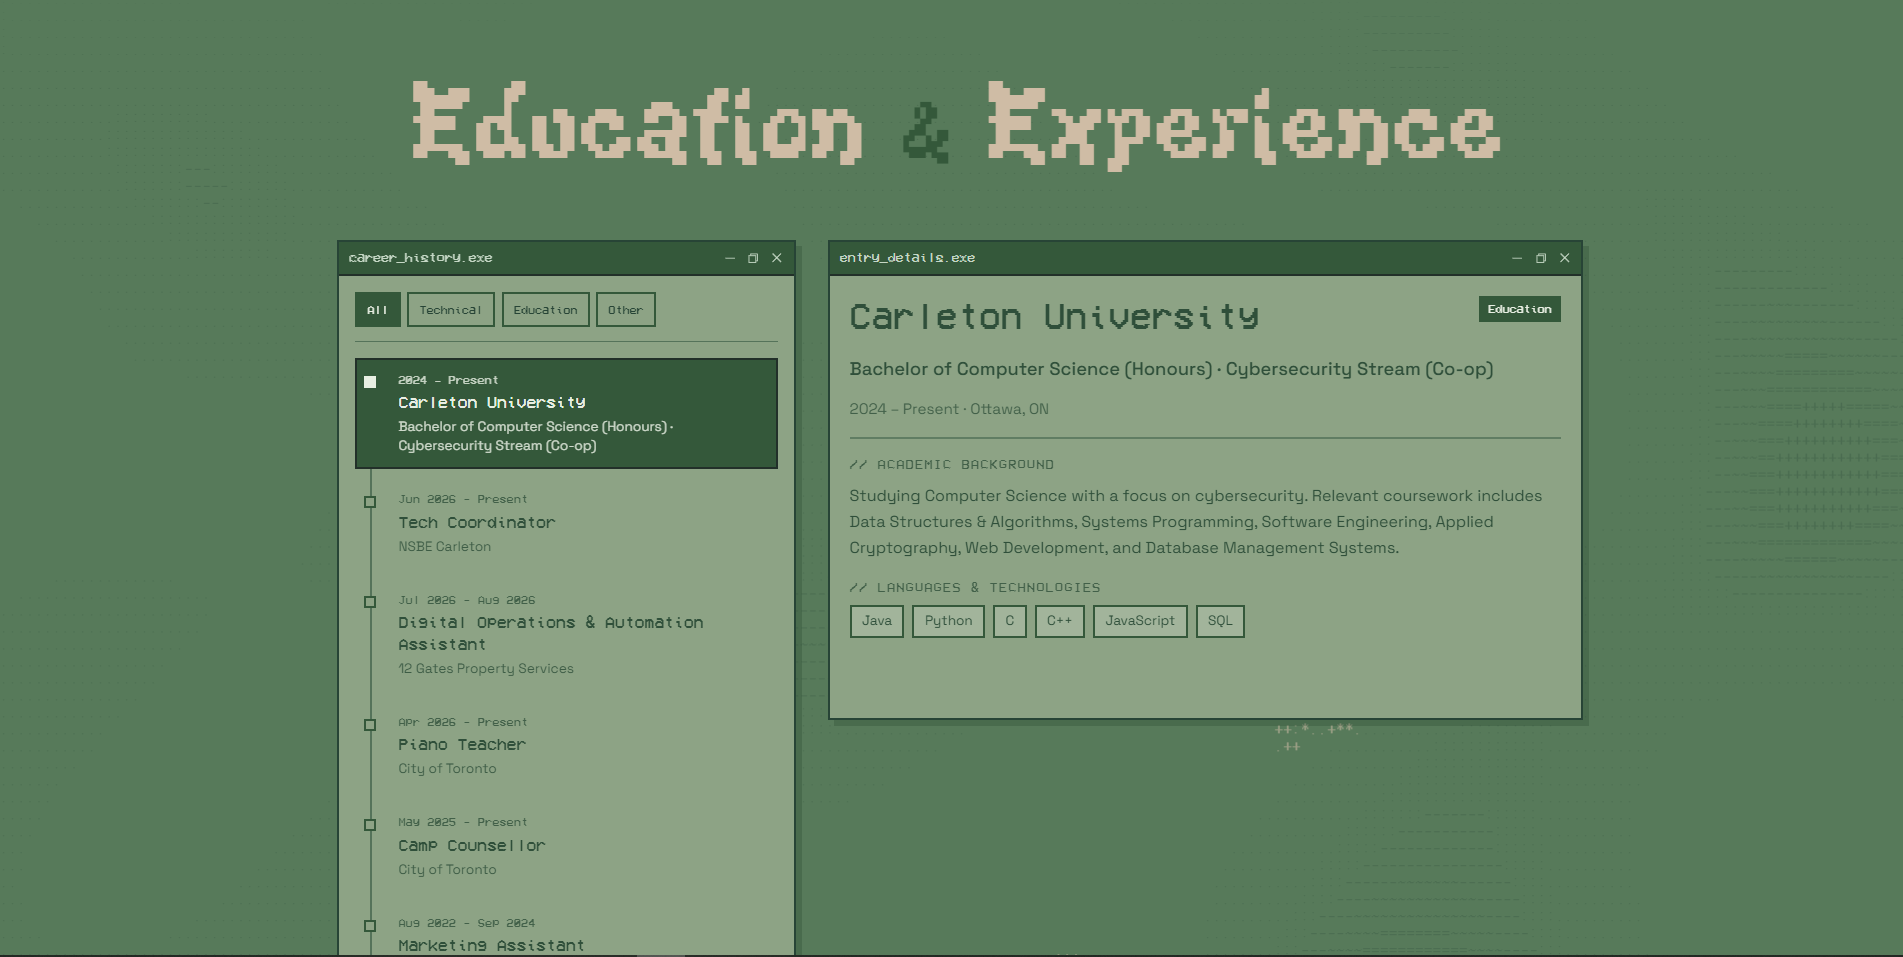 Education & Experience
career_history.exe
All
Technical
Education
Other
2024 – Present
Carleton University
Bachelor of Computer Science (Honours) ·
Cybersecurity Stream (Co-op)
Jun 2026 – Present
Tech Coordinator
NSBE Carleton
Jul 2026 – Aug 2026
Digital Operations & Automation
Assistant
12 Gates Property Services
Apr 2026 – Present
Piano Teacher
City of Toronto
May 2025 – Present
Camp Counsellor
City of Toronto
Aug 2022 – Sep 2024
Marketing Assistant
entry_details.exe
Carleton University
Education
Bachelor of Computer Science (Honours) · Cybersecurity Stream (Co-op)
2024 – Present · Ottawa, ON
// ACADEMIC BACKGROUND
Studying Computer Science with a focus on cybersecurity. Relevant coursework includes
Data Structures & Algorithms, Systems Programming, Software Engineering, Applied
Cryptography, Web Development, and Database Management Systems.
// LANGUAGES & TECHNOLOGIES
Java
Python
C
C++
JavaScript
SQL